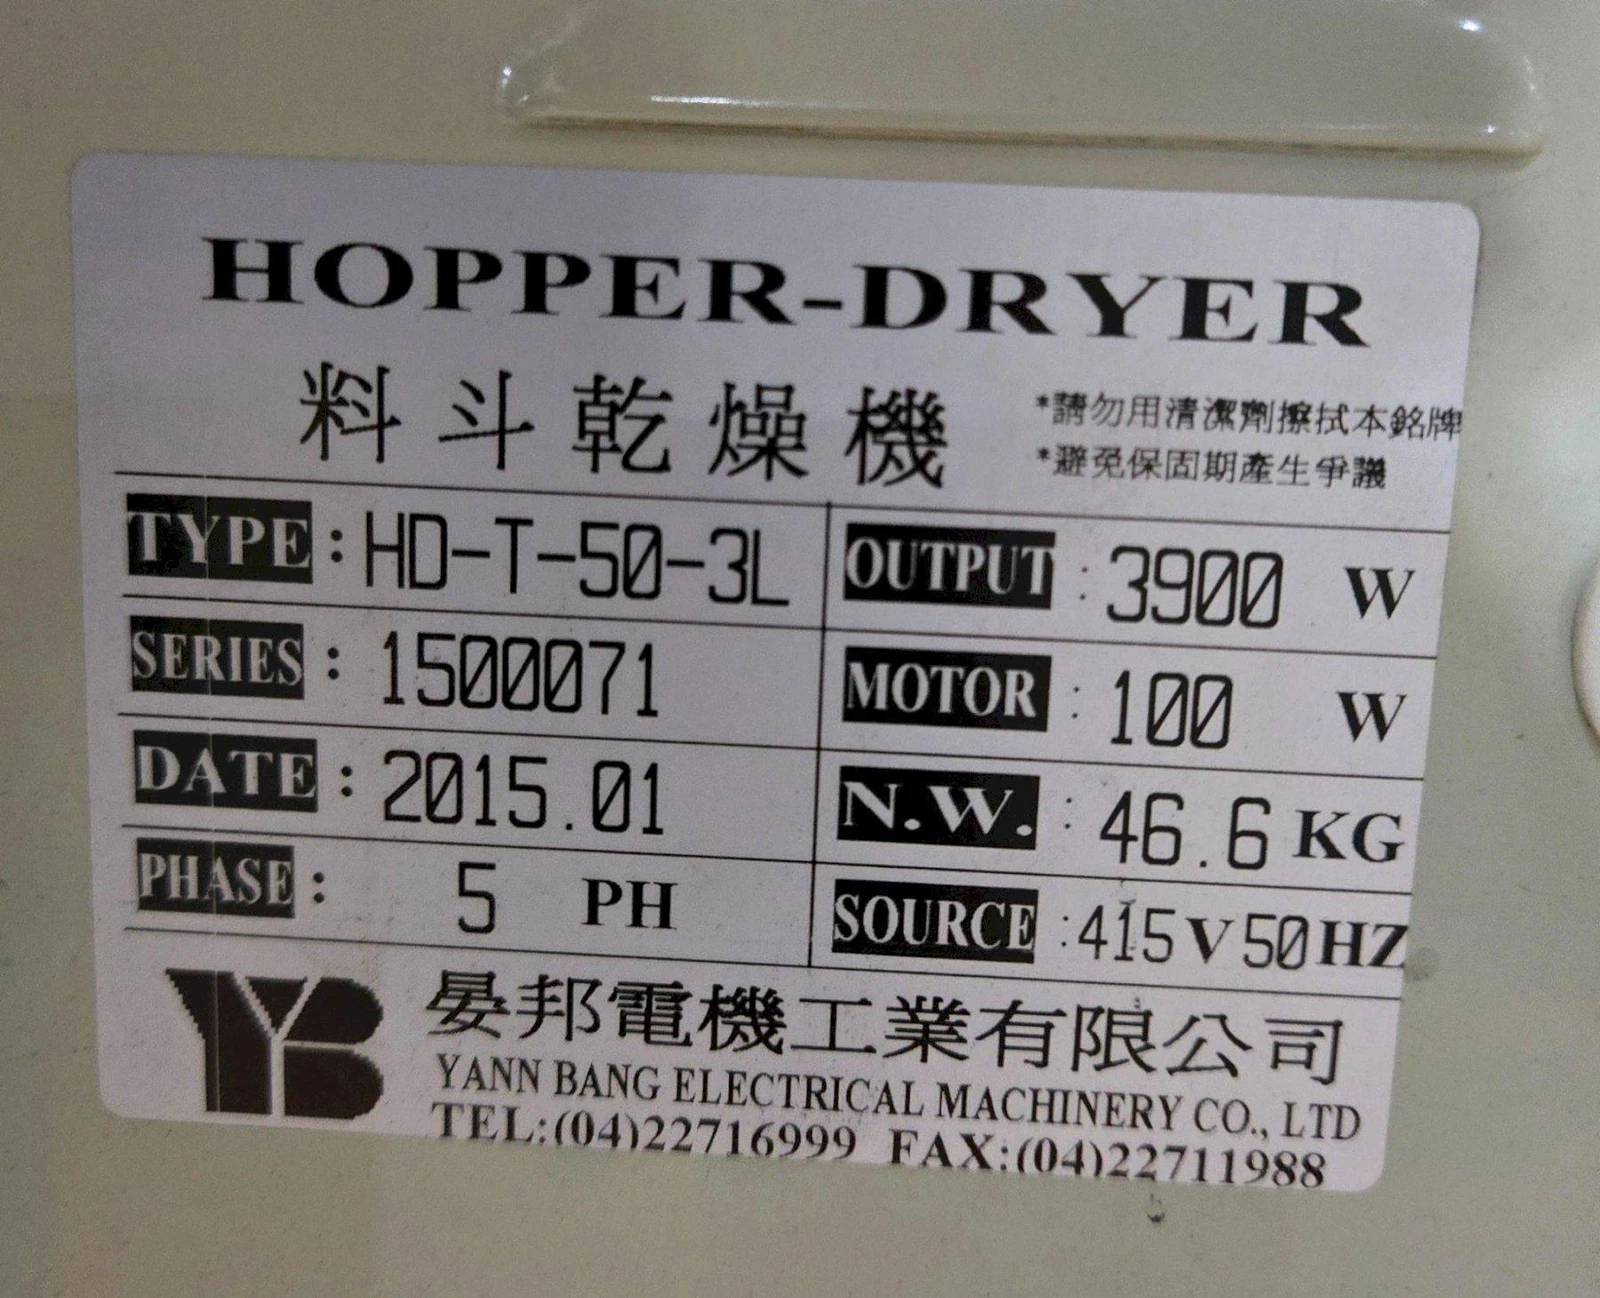 HOPPER-DRYER
料斗乾燥機
*請勿用清潔劑擦拭本銘牌
*避免保固期產生爭議
TYPE : HD-T-50-3L
OUTPUT : 3900 W
SERIES : 1500071
MOTOR : 100 W
DATE : 2015.01
N.W. : 46.6 KG
PHASE : 5 PH
SOURCE : 415 V 50 HZ
YB
晏邦電機工業有限公司
YANN BANG ELECTRICAL MACHINERY CO., LTD
TEL:(04)22716999 FAX:(04)22711988